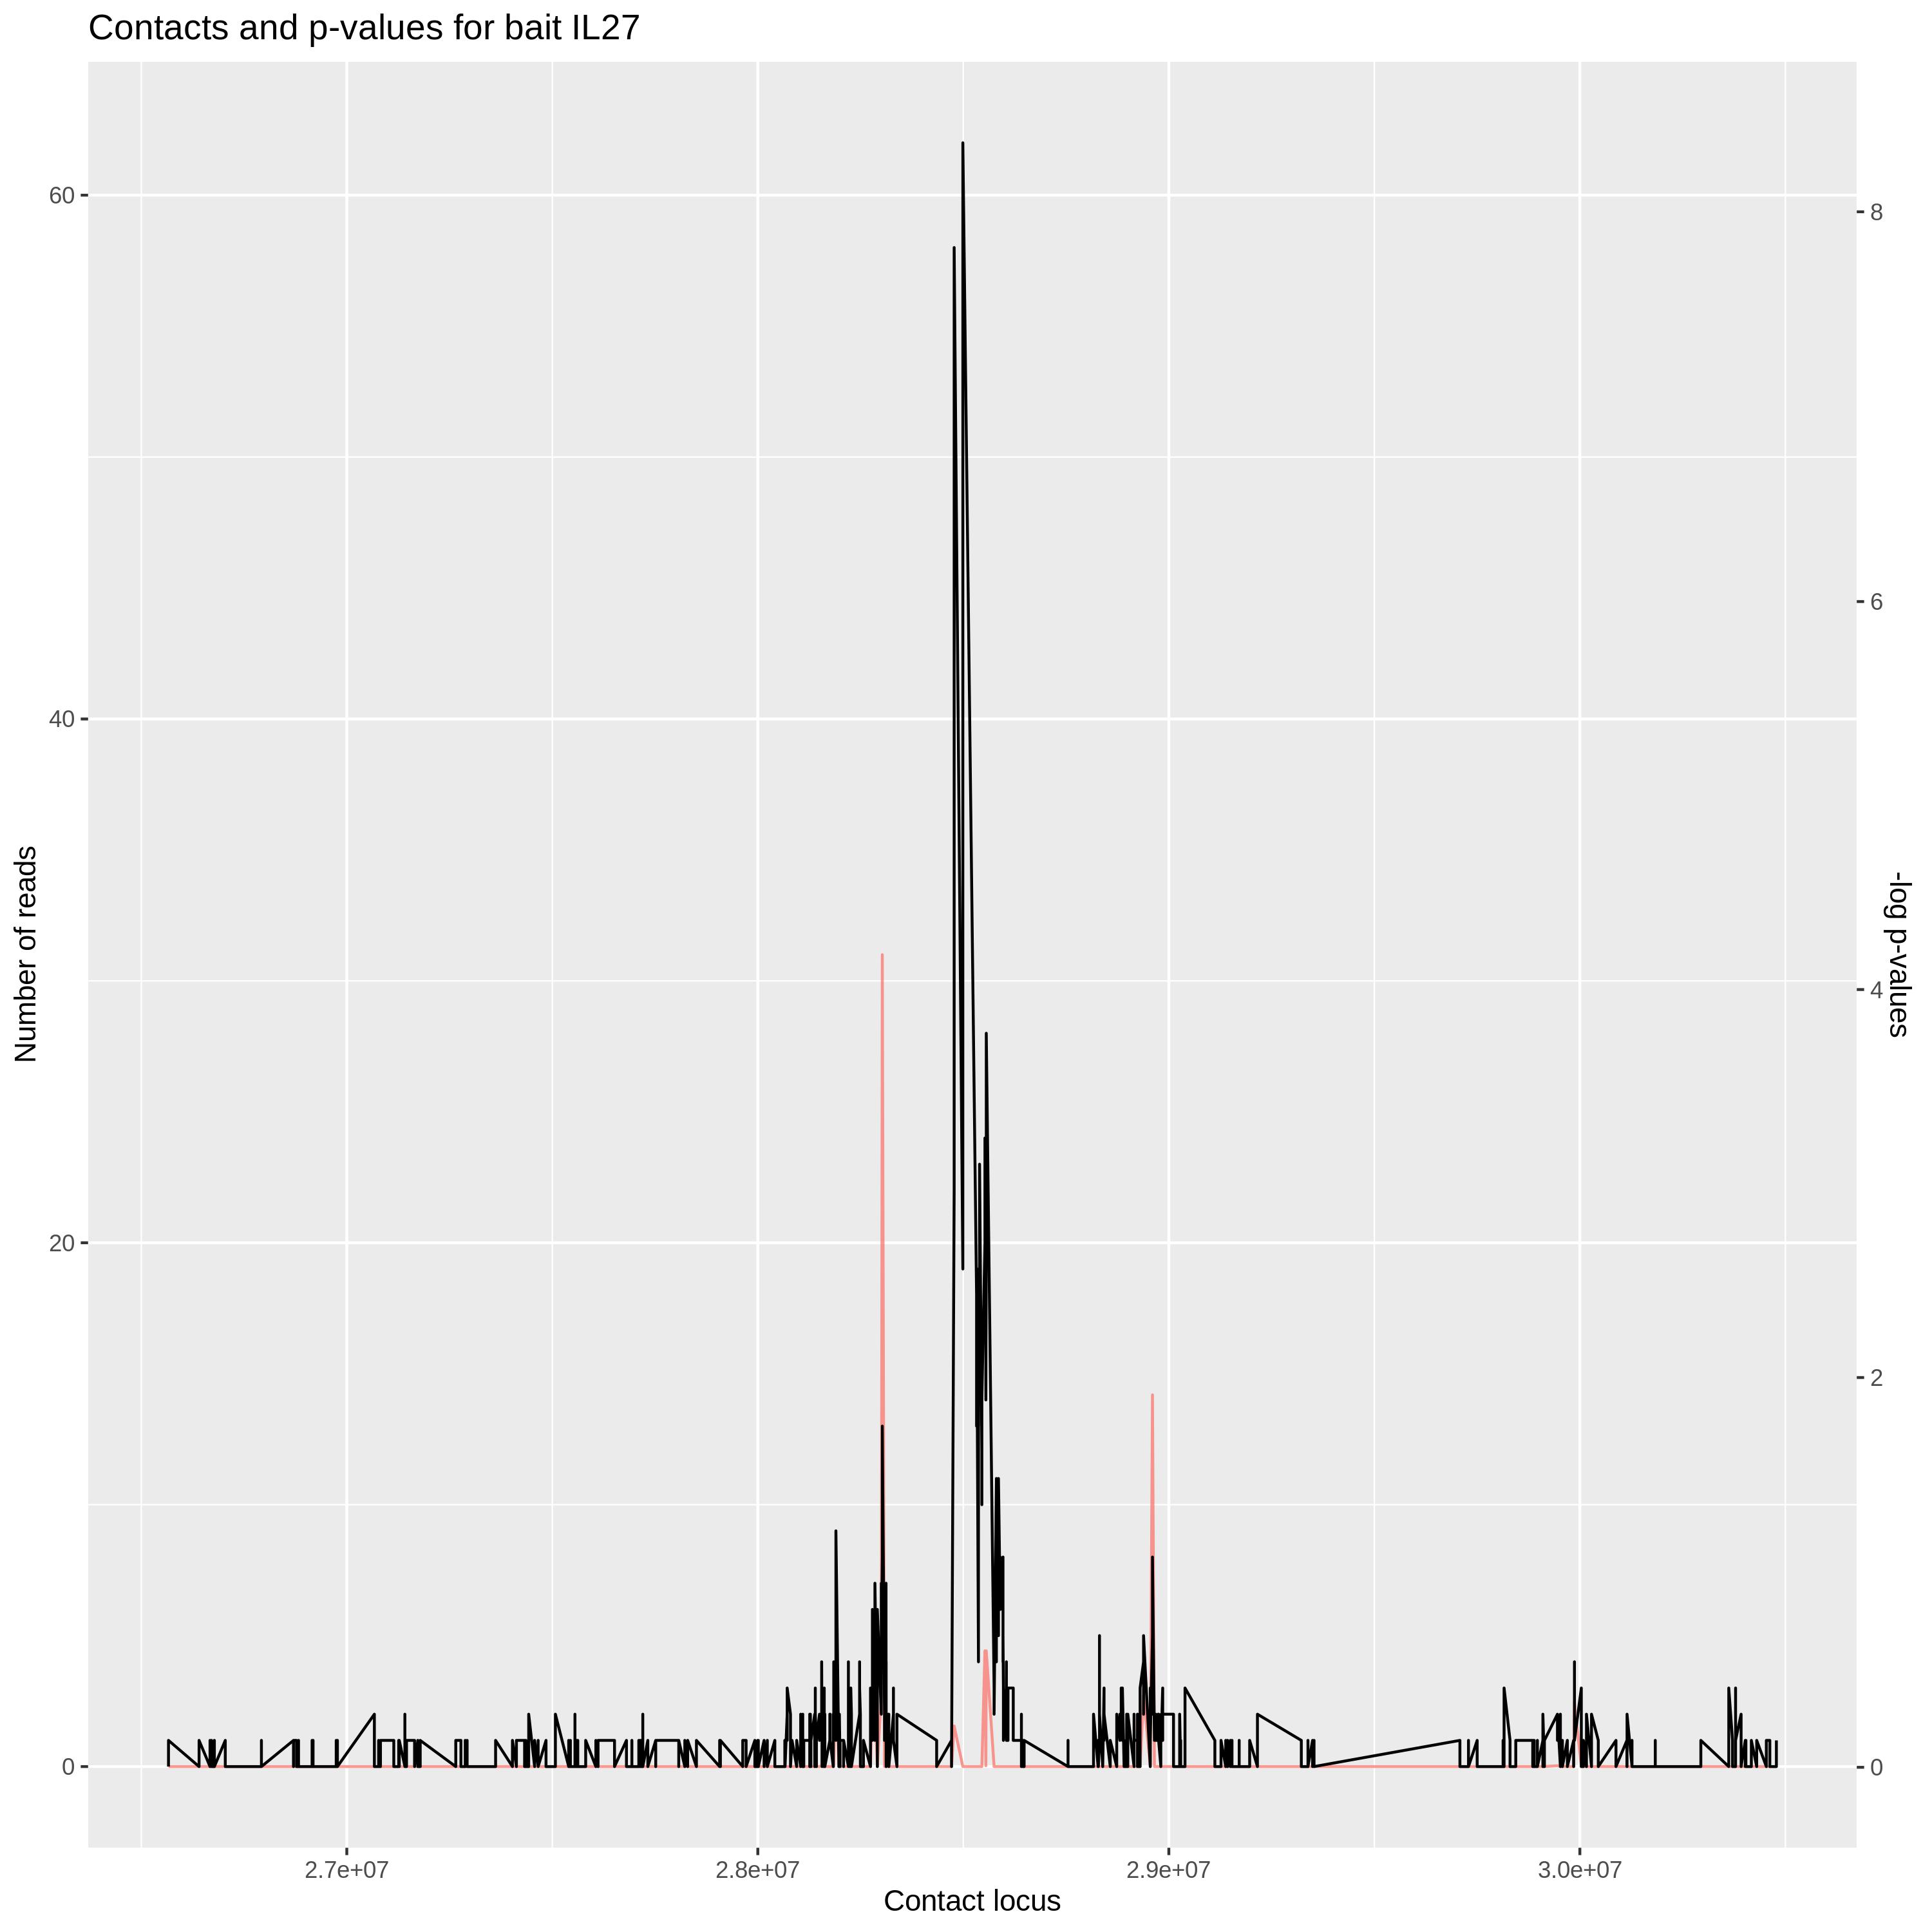 Contacts and p-values for bait IL27
60
40
20
0
Number of reads
8
6
4
2
0
-log p-values
2.7e+07
2.8e+07
2.9e+07
3.0e+07
Contact locus